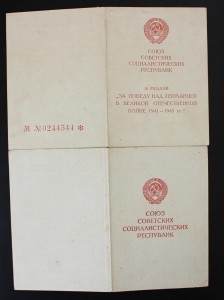 СОЮЗ
СОВЕТСКИХ
СОЦИАЛИСТИЧЕСКИХ
РЕСПУБЛИК
К МЕДАЛИ
„ЗА ПОБЕДУ НАД ГЕРМАНИЕЙ
В ВЕЛИКОЙ ОТЕЧЕСТВЕННОЙ
ВОЙНЕ 1941—1945 гг.“
М №0244544 *
СОЮЗ
СОВЕТСКИХ
СОЦИАЛИСТИЧЕСКИХ
РЕСПУБЛИК